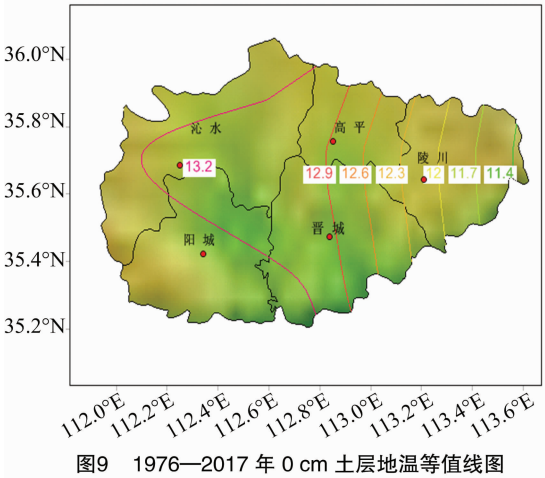 36.0°N
35.8°N
35.6°N
35.4°N
35.2°N
沁 水
高 平
陵 川
13.2
12.9
12.6
12.3
12
11.7
11.4
阳 城
晋 城
112.0°E
112.2°E
112.4°E
112.6°E
112.8°E
113.0°E
113.2°E
113.4°E
113.6°E
图9 1976—2017 年 0 cm 土层地温等值线图